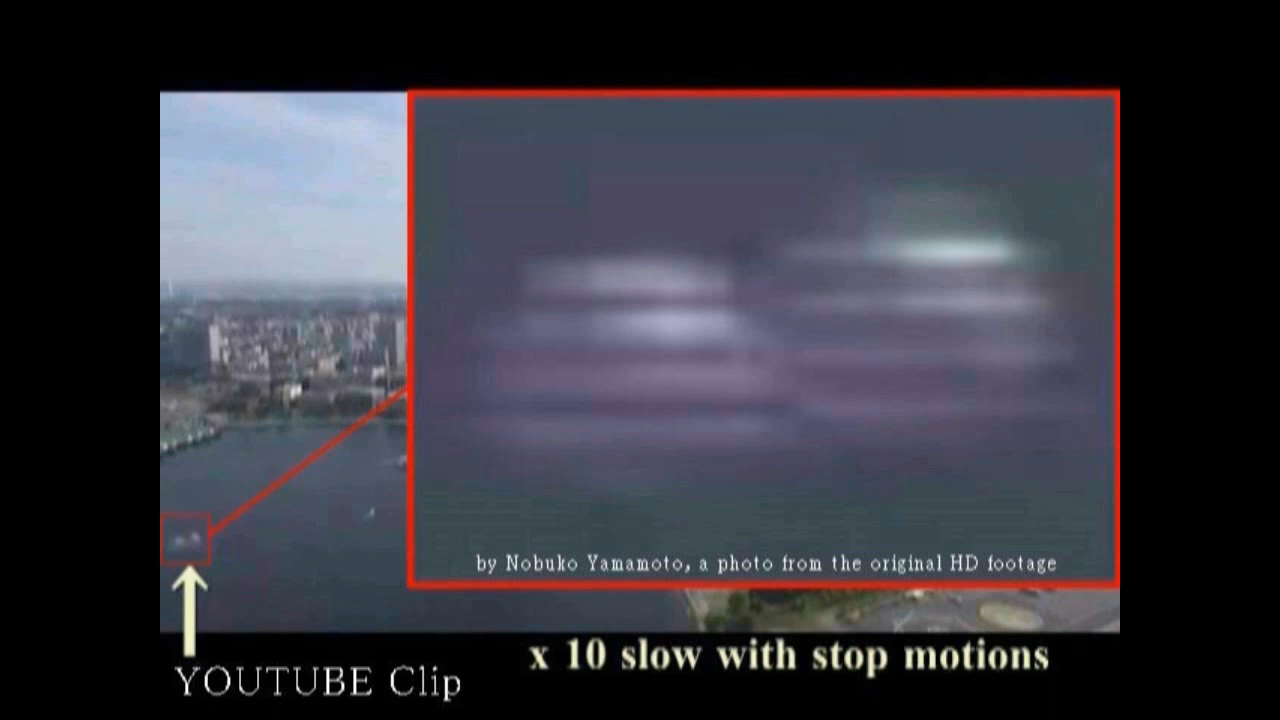 by Nobuko Yamamoto, a photo from the original HD footage
x 10 slow with stop motions
YOUTUBE Clip